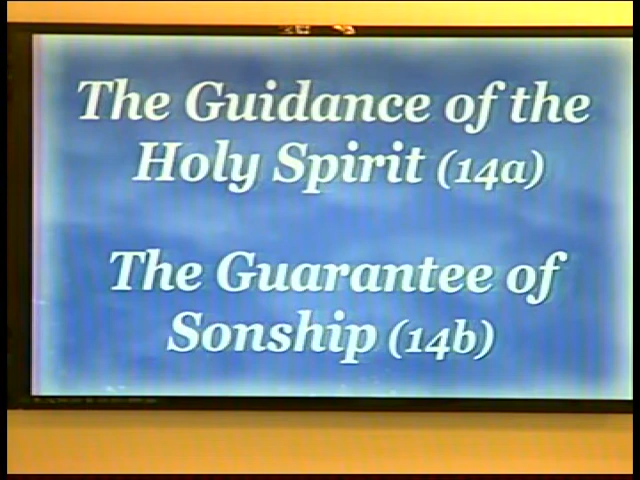 The Guidance of the
Holy Spirit (14a)
The Guarantee of
Sonship (14b)